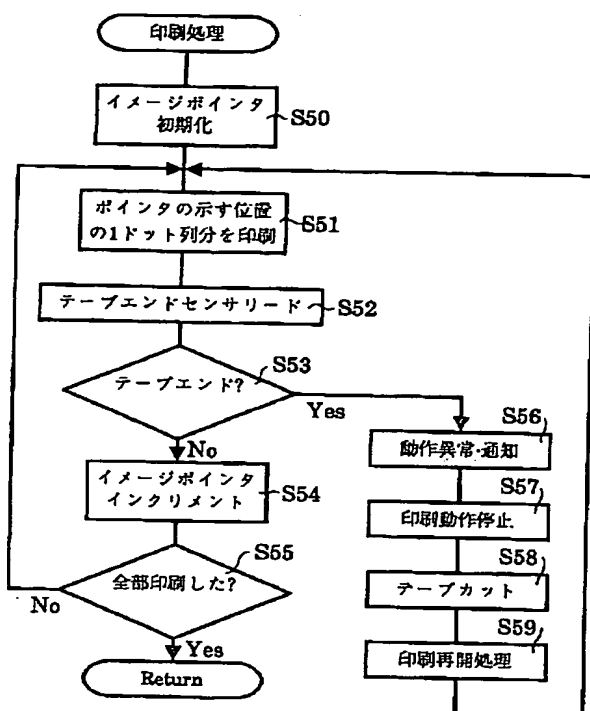 印刷処理
イメージポインタ
初期化
S50
ポインタの示す位置
の1ドット列分を印刷
S51
テープエンドセンサリード
S52
テープエンド?
S53
Yes
No
イメージポインタ
インクリメント
S54
全部印刷した?
S55
No
Yes
Return
S56
動作異常・通知
S57
印刷動作停止
S58
テープカット
S59
印刷再開処理